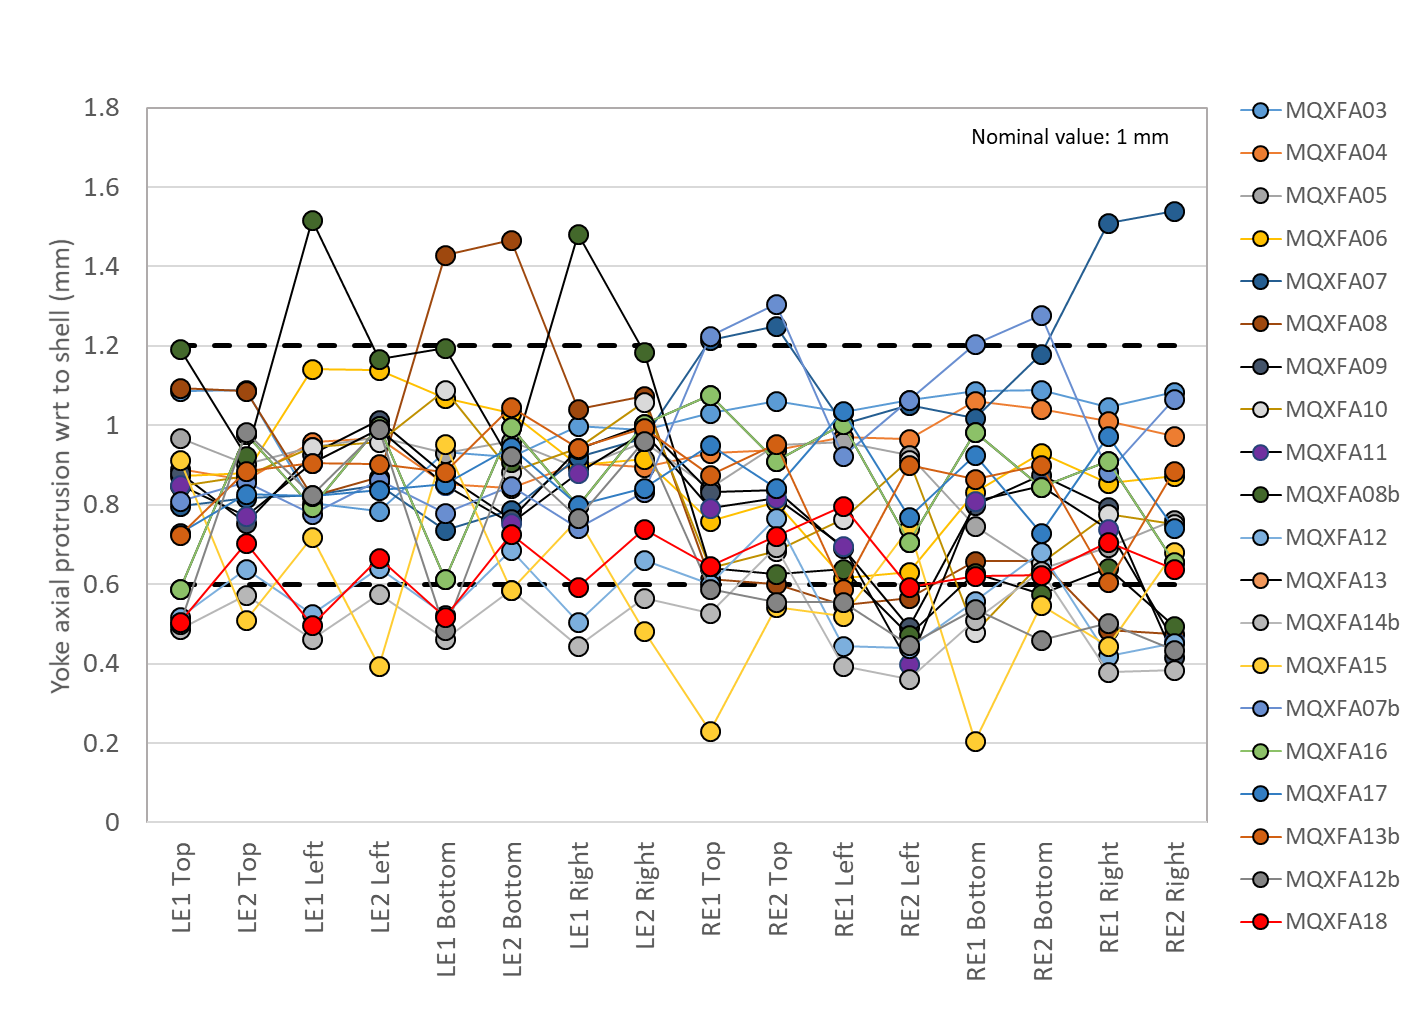 Yoke axial protrusion wrt to shell (mm)
1.8
1.6
1.4
1.2
1
0.8
0.6
0.4
0.2
0
Nominal value: 1 mm
LE1 Top
LE2 Top
LE1 Left
LE2 Left
LE1 Bottom
LE2 Bottom
LE1 Right
LE2 Right
RE1 Top
RE2 Top
RE1 Left
RE2 Left
RE1 Bottom
RE2 Bottom
RE1 Right
RE2 Right
MQXFA03
MQXFA04
MQXFA05
MQXFA06
MQXFA07
MQXFA08
MQXFA09
MQXFA10
MQXFA11
MQXFA08b
MQXFA12
MQXFA13
MQXFA14b
MQXFA15
MQXFA07b
MQXFA16
MQXFA17
MQXFA13b
MQXFA12b
MQXFA18